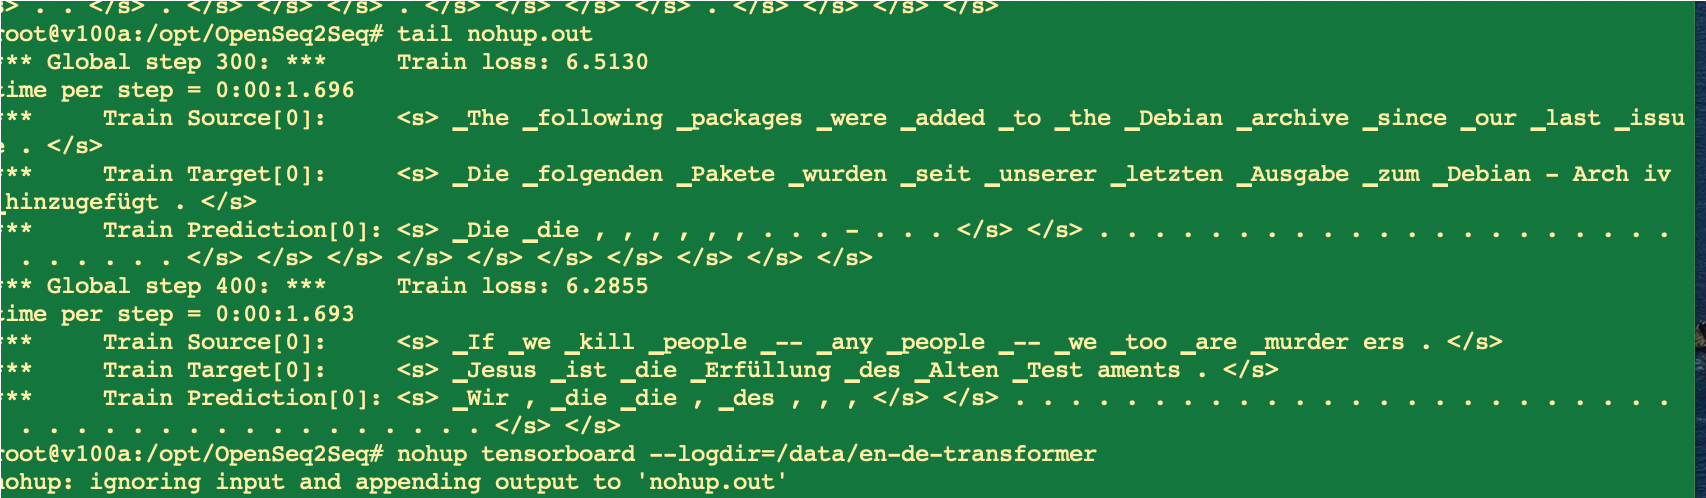 s> . . </s> . </s> </s> </s> . </s> </s> </s> </s> . </s> </s> </s> </s>
root@v100a:/opt/OpenSeq2Seq# tail nohup.out
** Global step 300: ***     Train loss: 6.5130
time per step = 0:00:1.696
***     Train Source[0]:     <s> _The _following _packages _were _added _to _the _Debian _archive _since _our _last _issu
e . </s>
***     Train Target[0]:     <s> _Die _folgenden _Pakete _wurden _seit _unserer _letzten _Ausgabe _zum _Debian - Arch iv
_hinzugefügt . </s>
***     Train Prediction[0]: <s> _Die _die , , , , , , . . . - . . . </s> </s> . . . . . . . . . . . . . . . . . . . . .
. . . . . . </s> </s> </s> </s> </s> </s> </s> </s> </s> </s>
** Global step 400: ***     Train loss: 6.2855
time per step = 0:00:1.693
***     Train Source[0]:     <s> _If _we _kill _people _-- _any _people _-- _we _too _are _murder ers . </s>
***     Train Target[0]:     <s> _Jesus _ist _die _Erfüllung _des _Alten _Test aments . </s>
***     Train Prediction[0]: <s> _Wir , _die _die , _des , , , </s> </s> . . . . . . . . . . . . . . . . . . . . . . . .
. . . . . . . . . . . . . . . . . </s> </s>
root@v100a:/opt/OpenSeq2Seq# nohup tensorboard --logdir=/data/en-de-transformer
nohup: ignoring input and appending output to 'nohup.out'